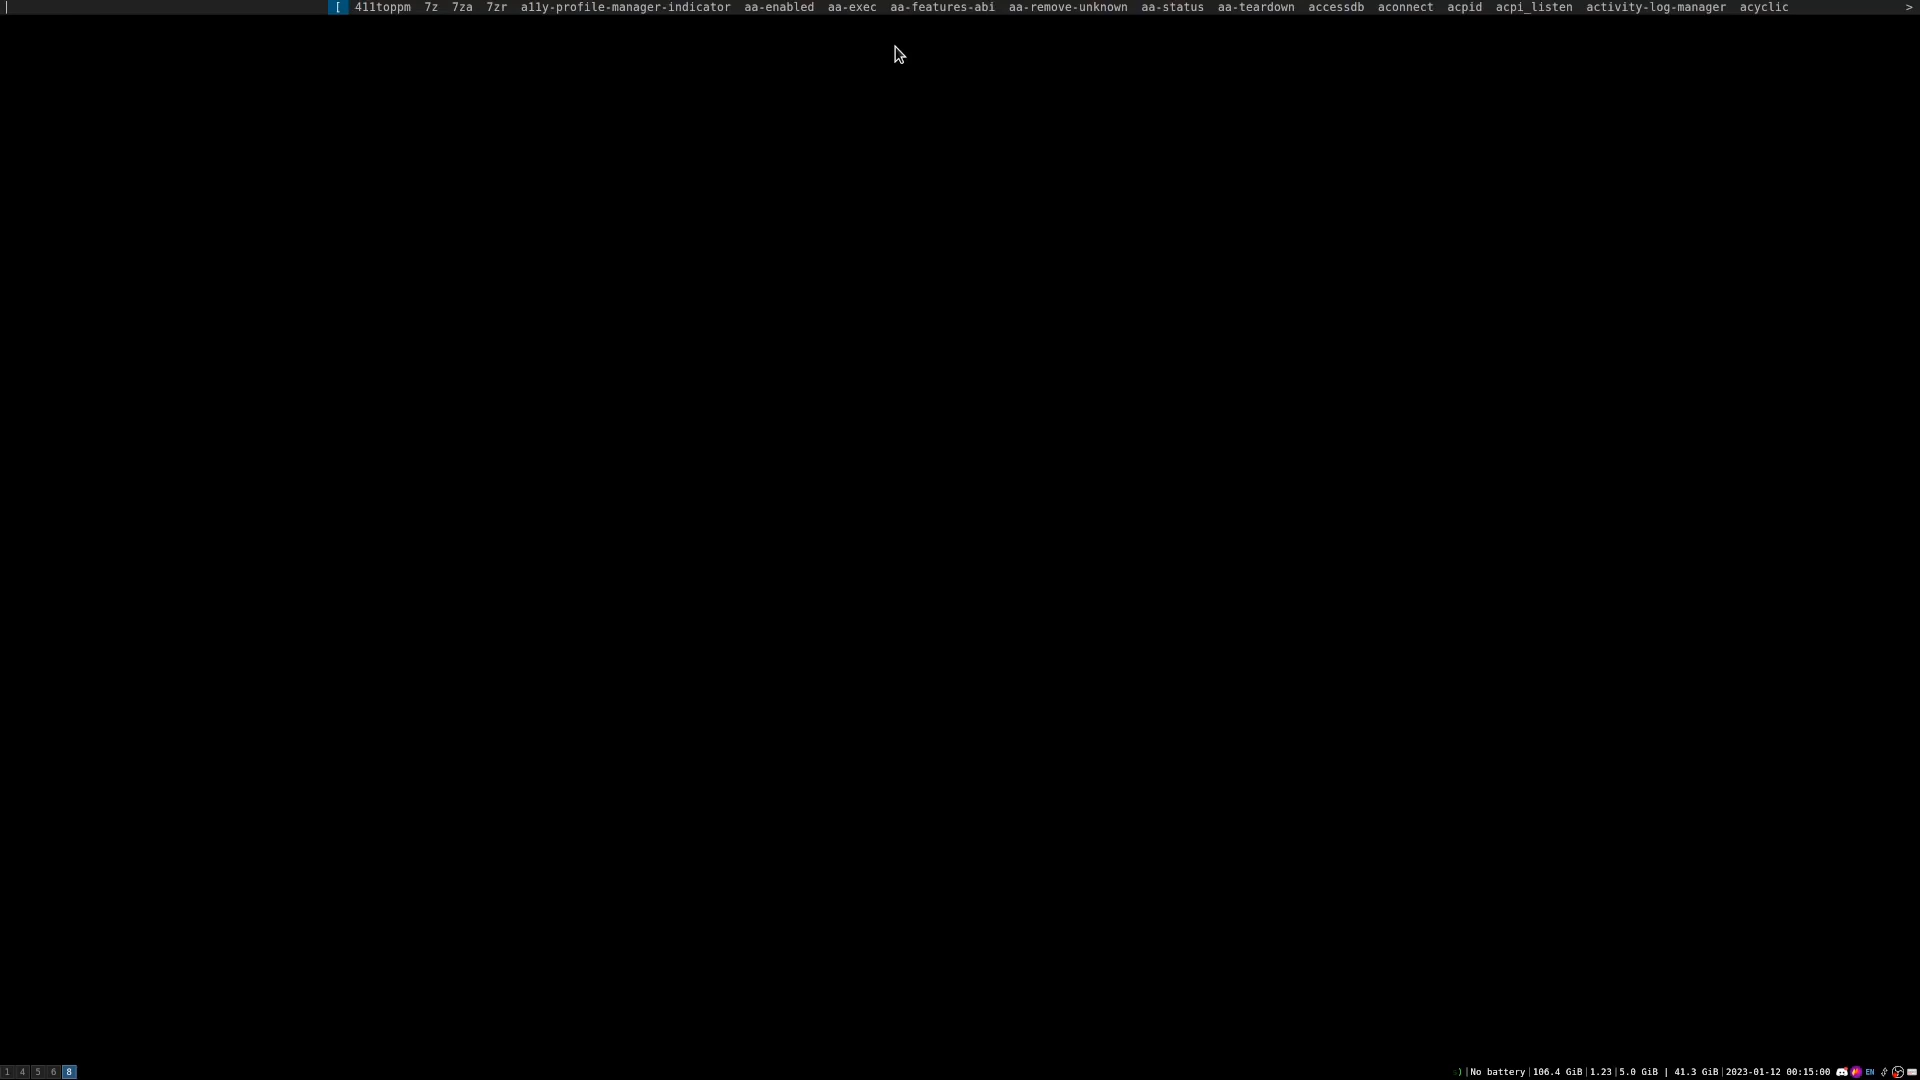 [ 411toppm 7z 7za 7zr a11y-profile-manager-indicator aa-enabled aa-exec aa-features-abi aa-remove-unknown aa-status aa-teardown accessdb aconnect acpid acpi_listen activity-log-manager acyclic >
1 4 5 6 8 :)|No battery|106.4 GiB|1.23|5.0 GiB | 41.3 GiB|2023-01-12 00:15:00 EN